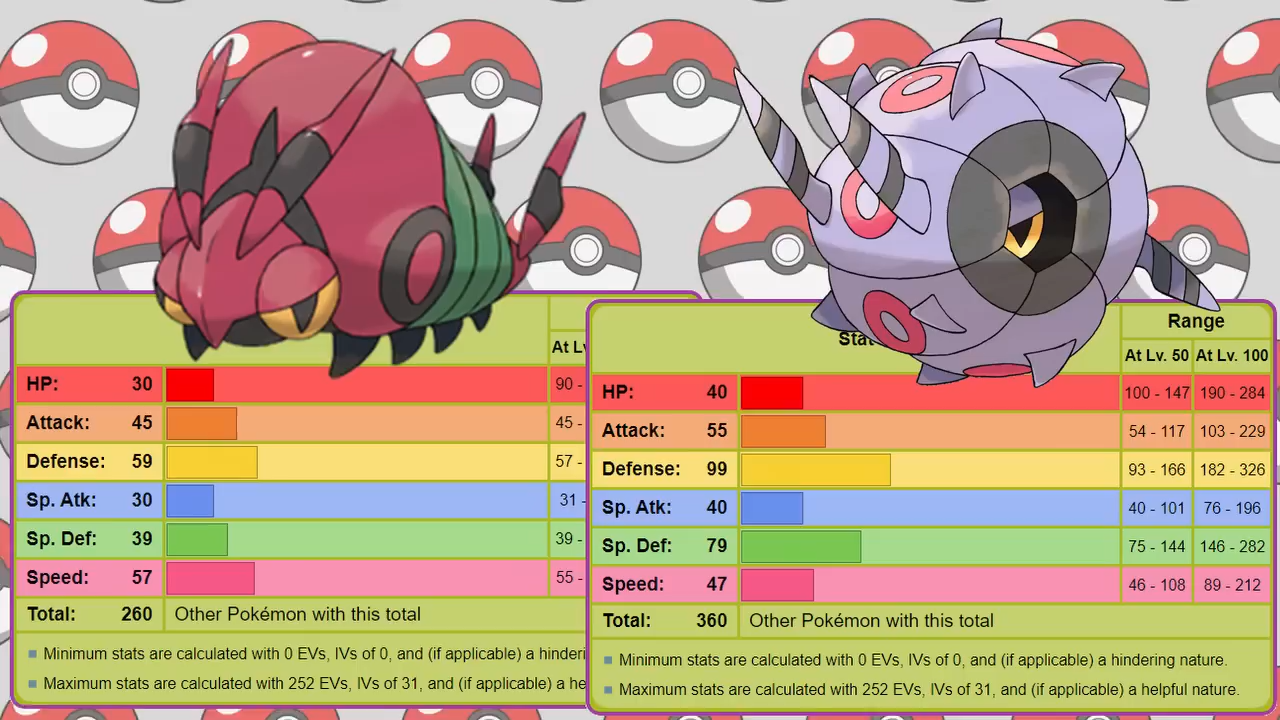 At Lv
HP: 30 90 -
Attack: 45 45 -
Defense: 59 57 -
Sp. Atk: 30 31 -
Sp. Def: 39 39 -
Speed: 57 55 -
Total: 260 Other Pokémon with this total
Minimum stats are calculated with 0 EVs, IVs of 0, and (if applicable) a hinderi
Maximum stats are calculated with 252 EVs, IVs of 31, and (if applicable) a he
Stat Range
At Lv. 50 At Lv. 100
HP: 40 100 - 147 190 - 284
Attack: 55 54 - 117 103 - 229
Defense: 99 93 - 166 182 - 326
Sp. Atk: 40 40 - 101 76 - 196
Sp. Def: 79 75 - 144 146 - 282
Speed: 47 46 - 108 89 - 212
Total: 360 Other Pokémon with this total
Minimum stats are calculated with 0 EVs, IVs of 0, and (if applicable) a hindering nature.
Maximum stats are calculated with 252 EVs, IVs of 31, and (if applicable) a helpful nature.